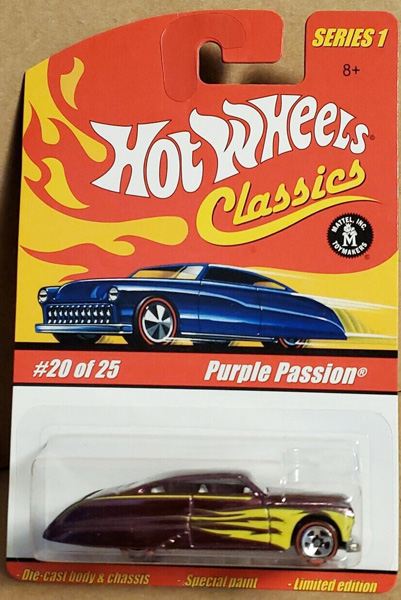 SERIES 1
8+
HOT WHEELS®
Classics
MATTEL, INC.
M
TOYMAKERS
#20 of 25
Purple Passion®
•Die-cast body & chassis •Special paint •Limited edition